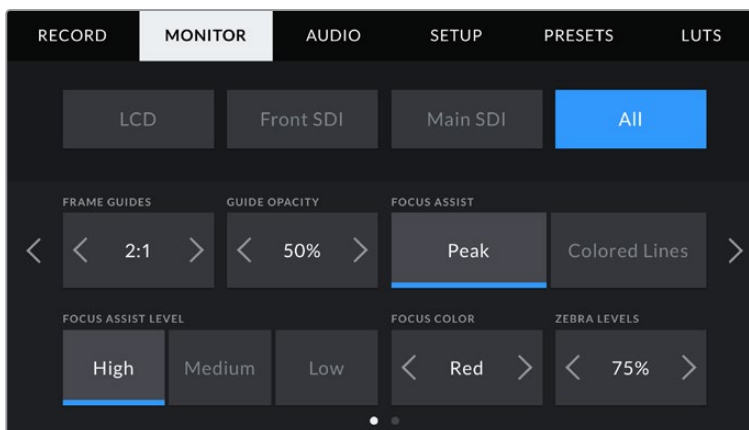 RECORD MONITOR AUDIO SETUP PRESETS LUTS
LCD Front SDI Main SDI All
FRAME GUIDES GUIDE OPACITY FOCUS ASSIST
2:1 50% Peak Colored Lines
FOCUS ASSIST LEVEL FOCUS COLOR ZEBRA LEVELS
High Medium Low Red 75%